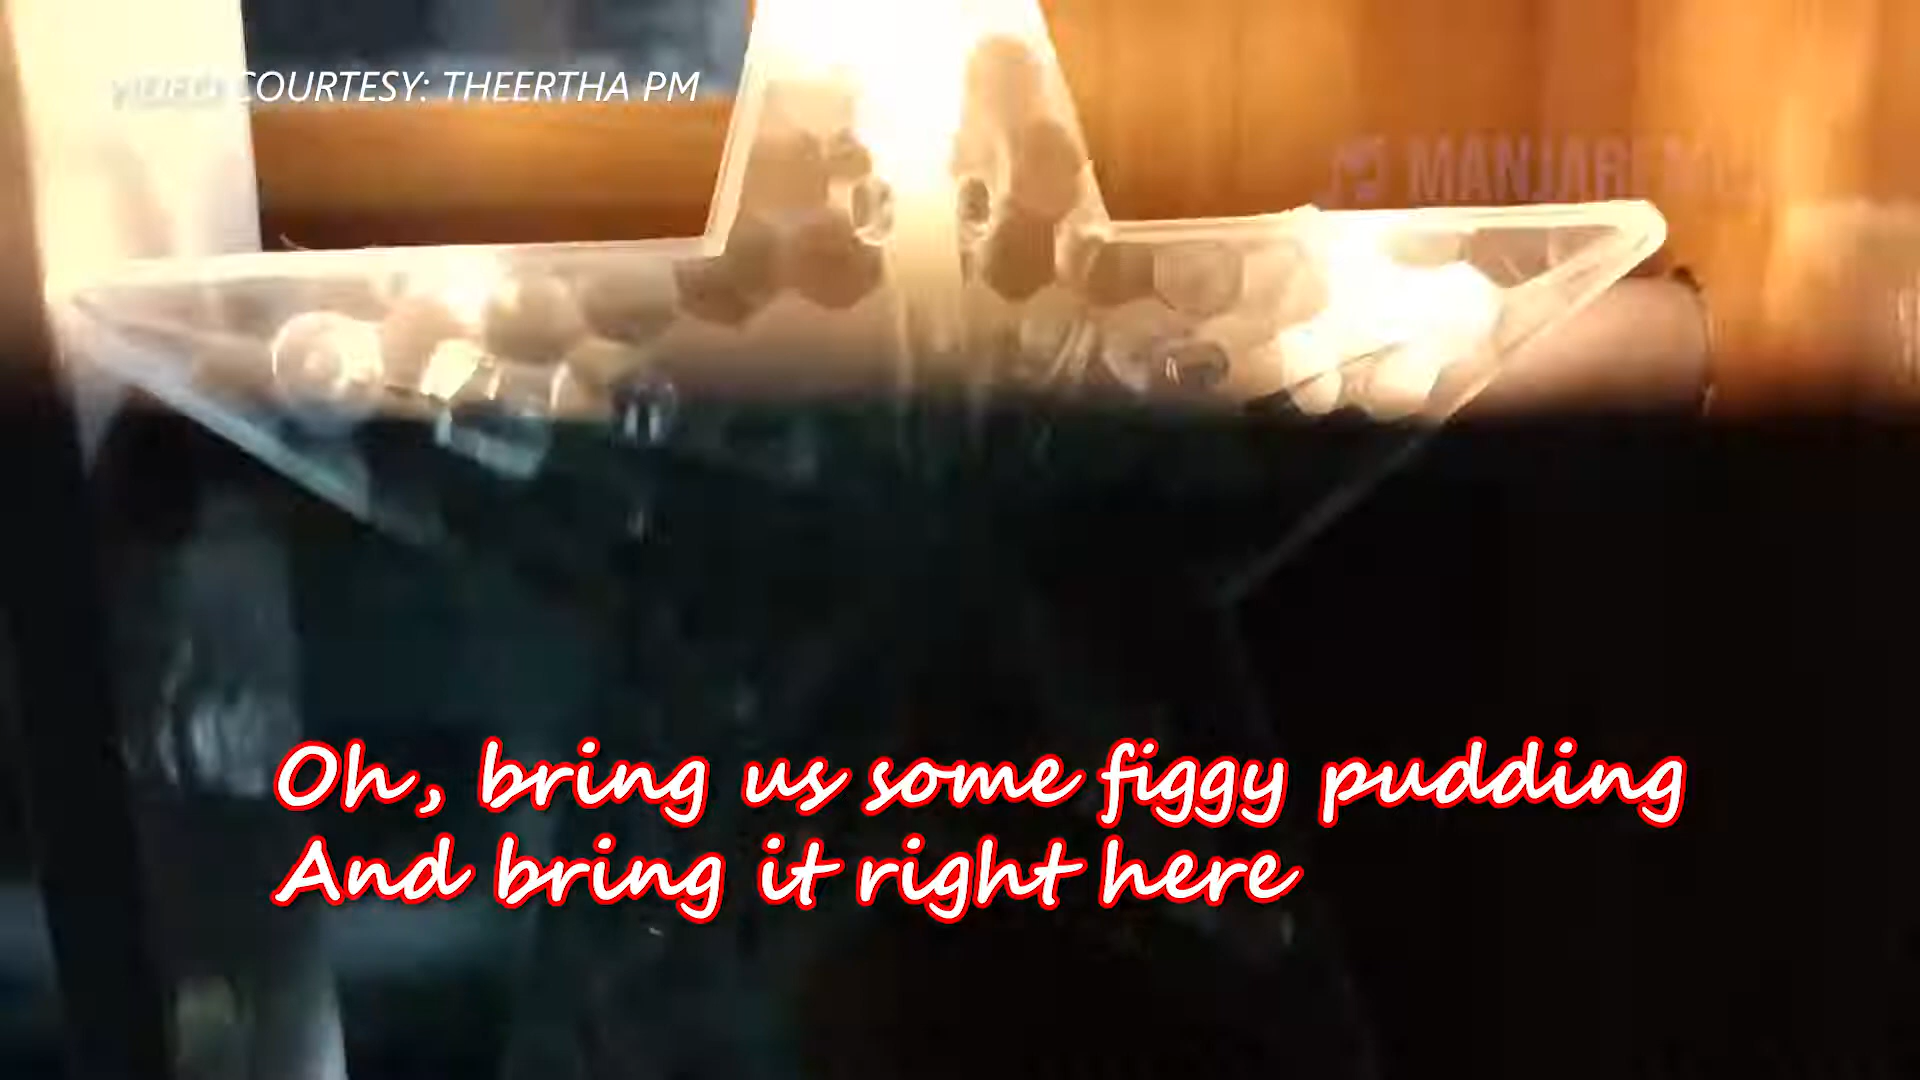 VIDEO COURTESY: THEERTHA PM
Oh, bring us some figgy pudding
And bring it right here